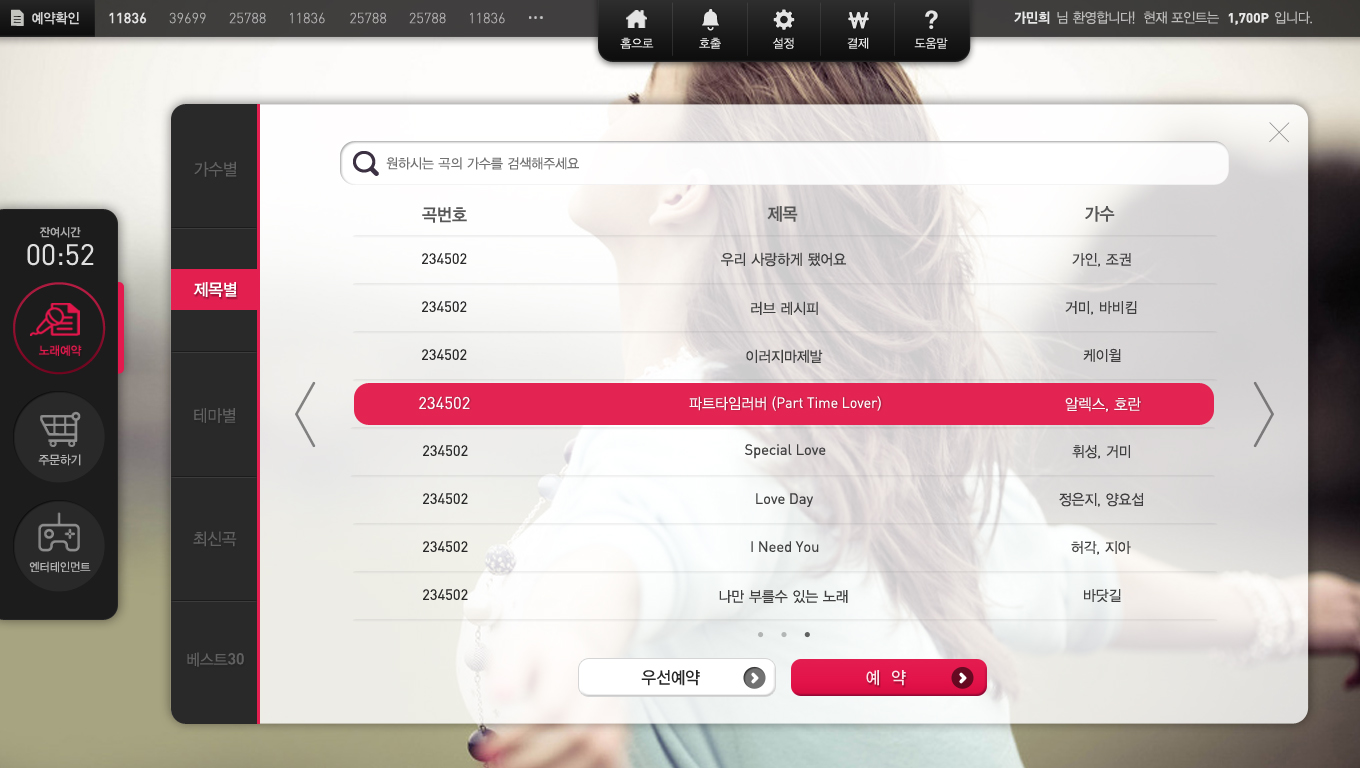 예약확인 11836 39699 25788 11836 25788 25788 11836 ...
가민희 님 환영합니다! 현재 포인트는 1,700P 입니다.
홈으로 호출 설정 결제 도움말
잔여시간
00:52
노래예약
주문하기
엔터테인먼트
가수별
제목별
테마별
최신곡
베스트30
원하시는 곡의 가수를 검색해주세요
곡번호 제목 가수
234502 우리 사랑하게 됐어요 가인, 조권
234502 러브 레시피 거미, 바비킴
234502 이러지마제발 케이윌
234502 파트타임러버 (Part Time Lover) 알렉스, 호란
234502 Special Love 휘성, 거미
234502 Love Day 정은지, 양요섭
234502 I Need You 허각, 지아
234502 나만 부를수 있는 노래 바닷길
우선예약 예 약